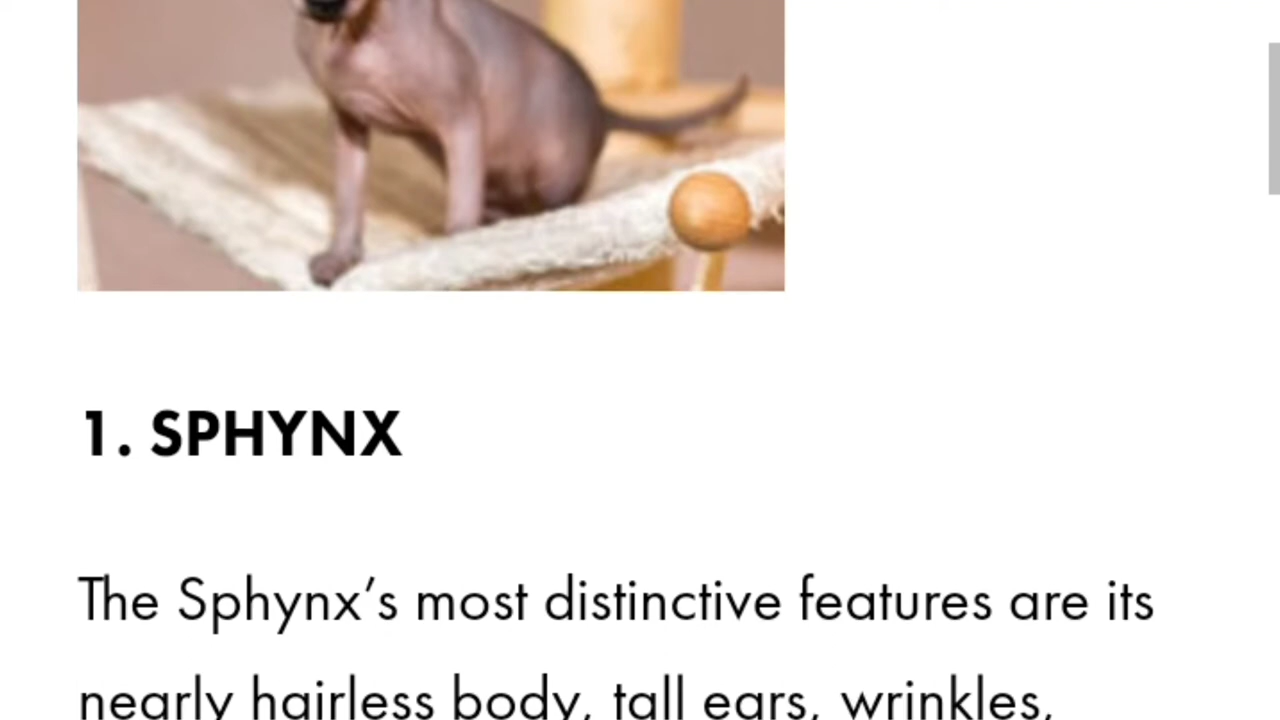 1. SPHYNX
The Sphynx’s most distinctive features are its
nearly hairless body, tall ears, wrinkles,